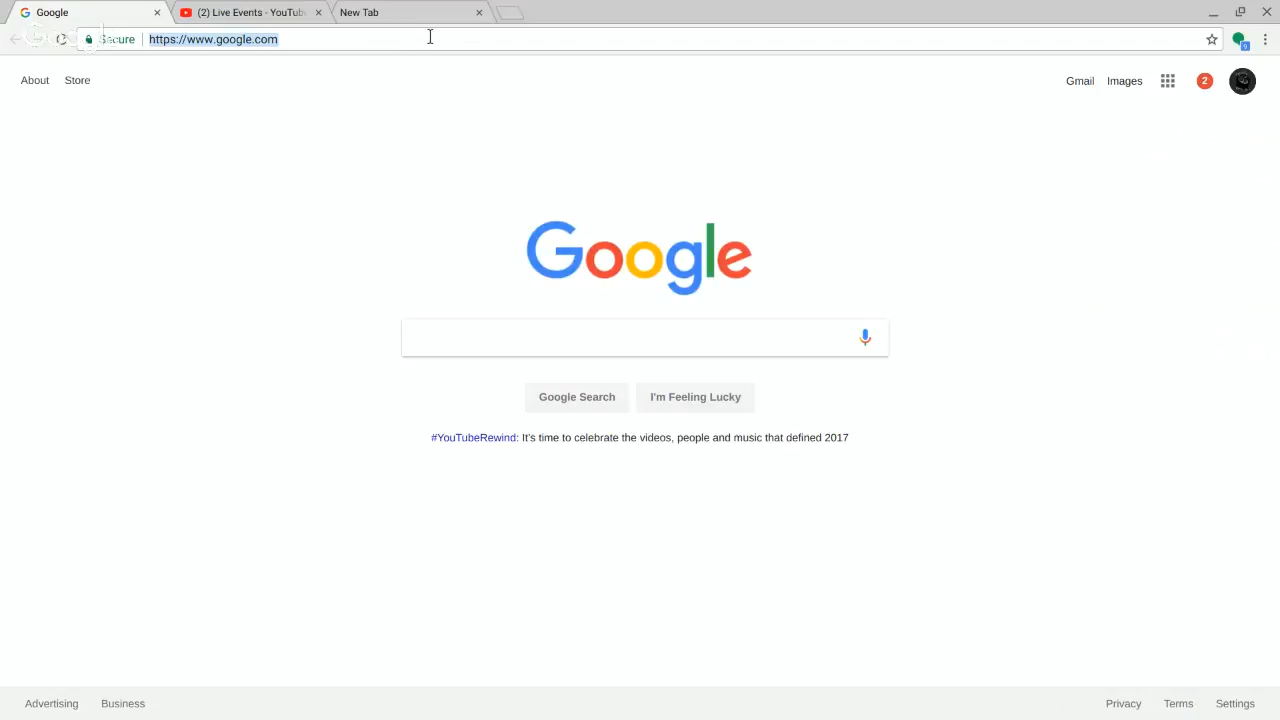 Google
(2) Live Events - YouTube
New Tab
Secure
https://www.google.com
About
Store
Gmail
Images
2
Google
Google Search
I'm Feeling Lucky
#YouTubeRewind: It's time to celebrate the videos, people and music that defined 2017
Advertising
Business
Privacy
Terms
Settings